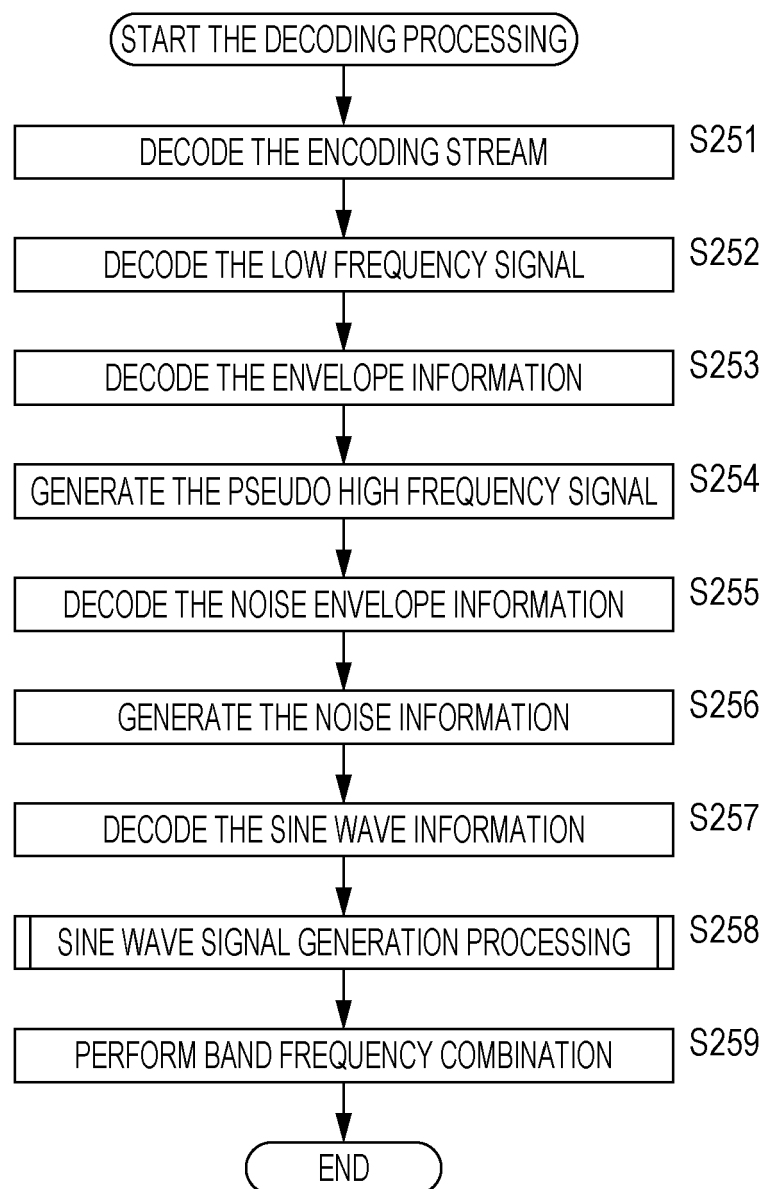 START THE DECODING PROCESSING
DECODE THE ENCODING STREAM S251
DECODE THE LOW FREQUENCY SIGNAL S252
DECODE THE ENVELOPE INFORMATION S253
GENERATE THE PSEUDO HIGH FREQUENCY SIGNAL S254
DECODE THE NOISE ENVELOPE INFORMATION S255
GENERATE THE NOISE INFORMATION S256
DECODE THE SINE WAVE INFORMATION S257
SINE WAVE SIGNAL GENERATION PROCESSING S258
PERFORM BAND FREQUENCY COMBINATION S259
END